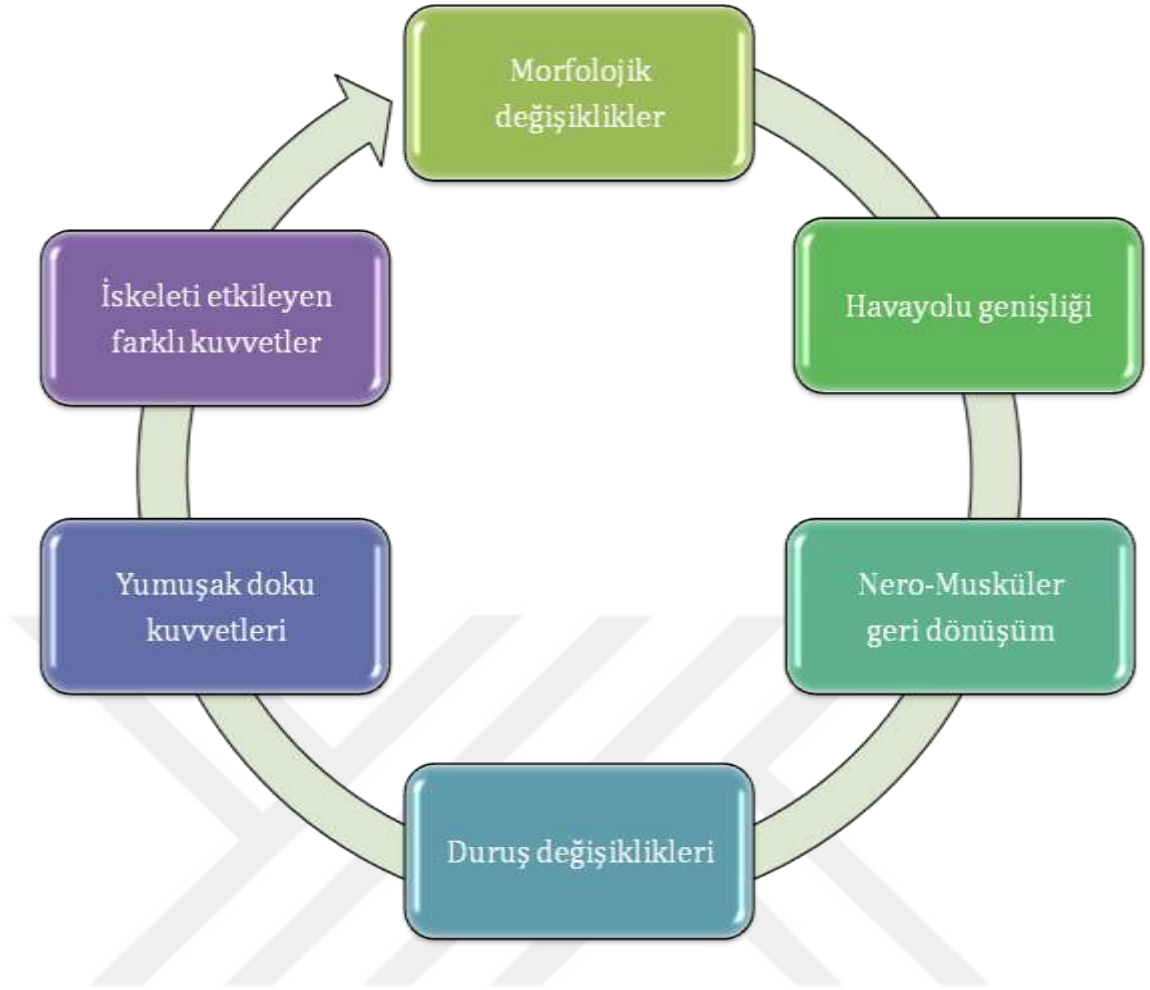 Morfolojik
değişiklikler
Havayolu genişliği
Nero-Musküler
geri dönüşüm
Duruş değişiklikleri
Yumuşak doku
kuvvetleri
İskeleti etkileyen
farklı kuvvetler